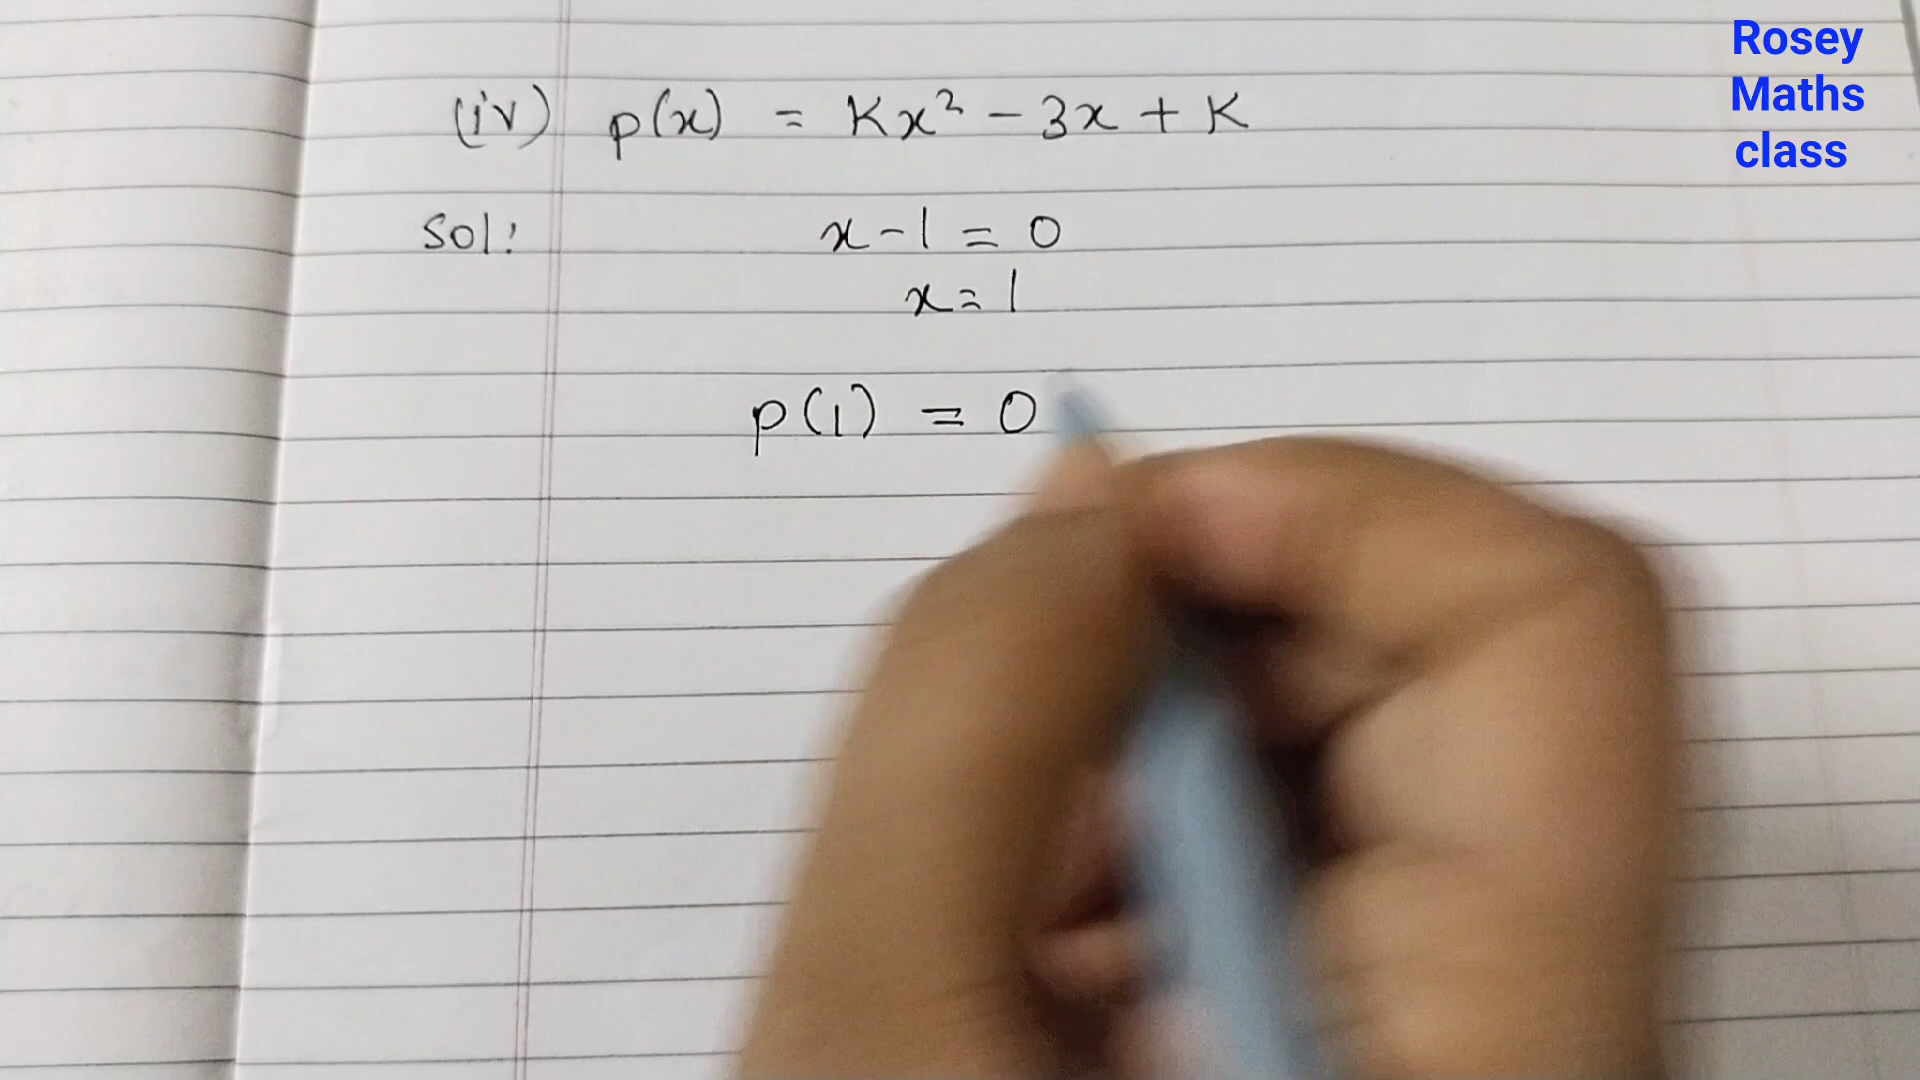 (iv) p(x) = Kx² - 3x + K
Sol:
x - 1 = 0
x = 1
p(1) = 0
Rosey
Maths
class